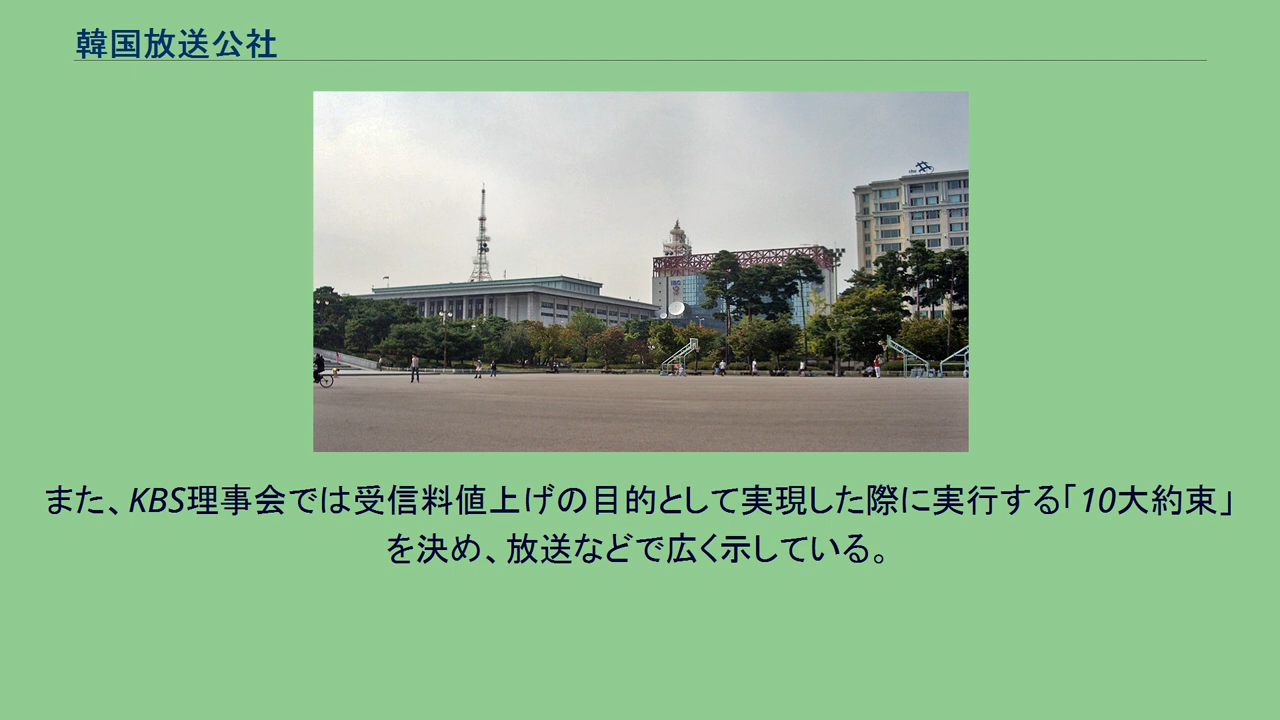 韓国放送公社
また、KBS理事会では受信料値上げの目的として実現した際に実行する「10大約束」
を決め、放送などで広く示している。